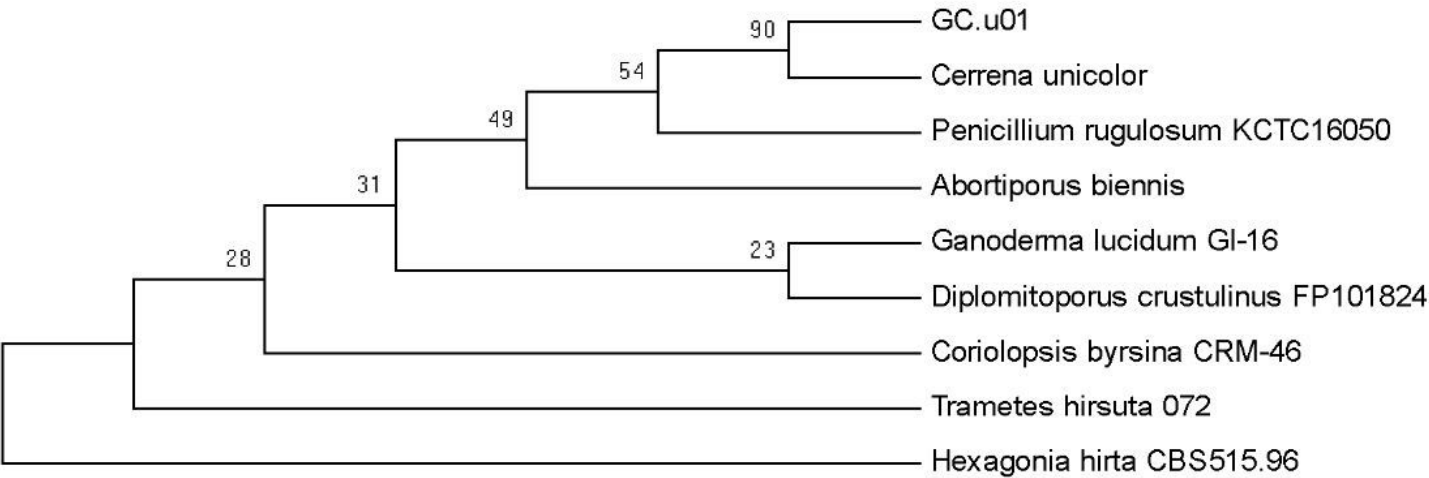 90
GC.u01
54
Cerrena unicolor
49
Penicillium rugulosum KCTC16050
31
Abortiporus biennis
28
23
Ganoderma lucidum GI-16
Diplomitoporus crustulinus FP101824
Coriolopsis byrsina CRM-46
Trametes hirsuta 072
Hexagonia hirta CBS515.96